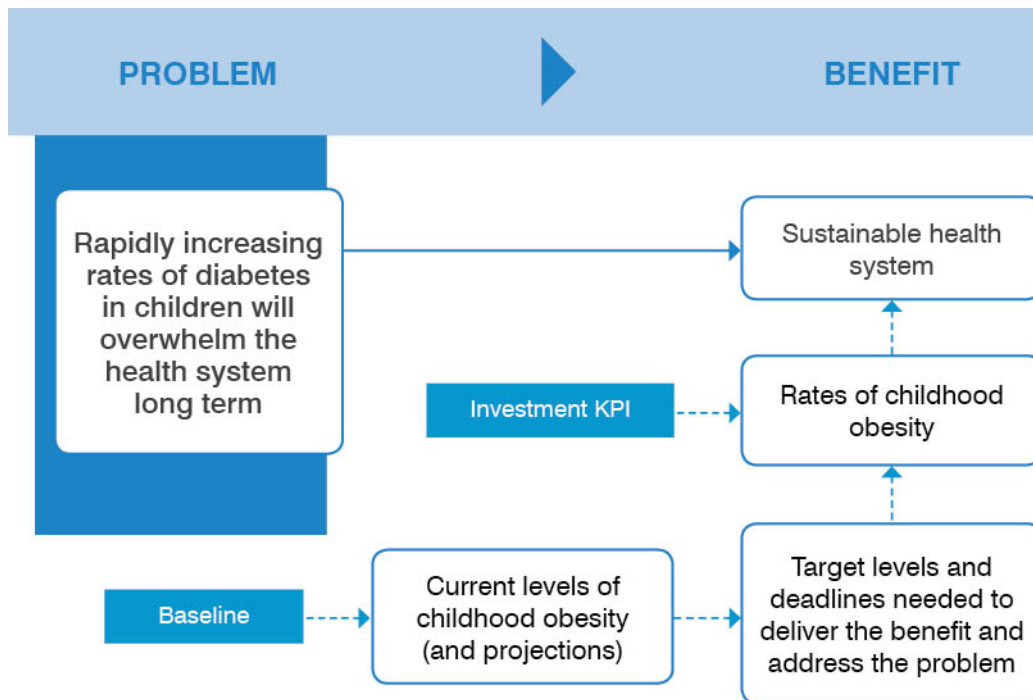 PROBLEM
BENEFIT
Rapidly increasing
rates of diabetes
in children will
overwhelm the
health system
long term
Sustainable health
system
Investment KPI
Rates of childhood
obesity
Baseline
Current levels of
childhood obesity
(and projections)
Target levels and
deadlines needed to
deliver the benefit and
address the problem